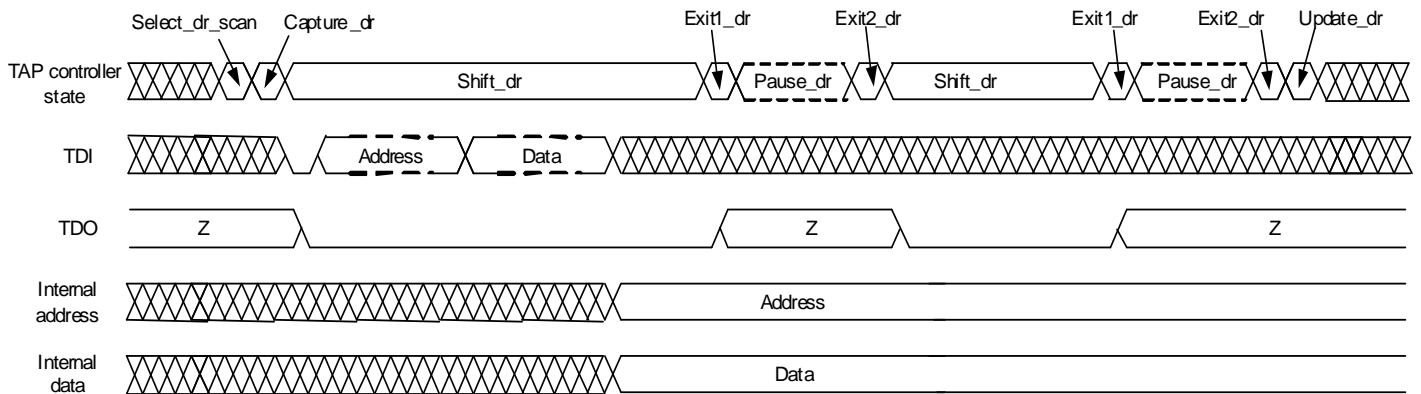 Select_dr_scan Capture_dr Exit1_dr Exit2_dr Exit1_dr Exit2_dr Update_dr
TAP controller
state
Shift_dr Pause_dr Shift_dr Pause_dr
TDI Address Data
TDO Z Z Z
Internal
address
Address
Internal
data
Data